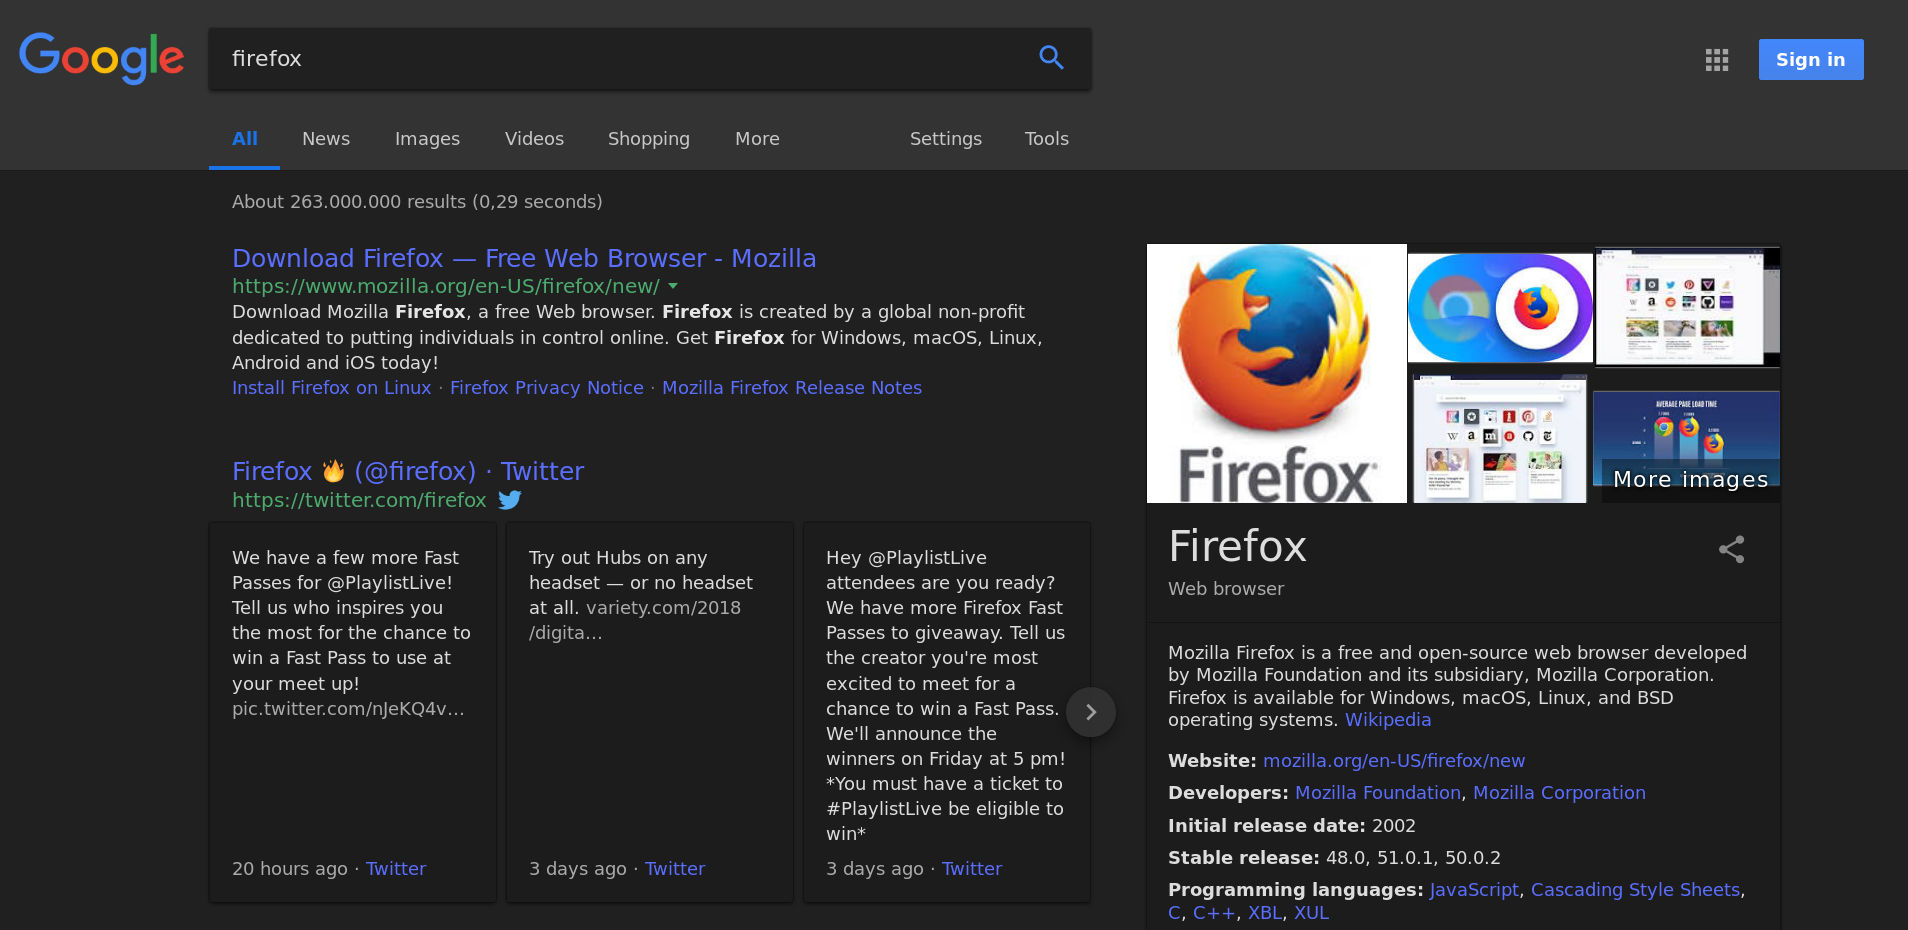 Google
firefox
Sign in
All
News
Images
Videos
Shopping
More
Settings
Tools
About 263.000.000 results (0,29 seconds)
Download Firefox — Free Web Browser - Mozilla
https://www.mozilla.org/en-US/firefox/new/
Download Mozilla Firefox, a free Web browser. Firefox is created by a global non-profit
dedicated to putting individuals in control online. Get Firefox for Windows, macOS, Linux,
Android and iOS today!
Install Firefox on Linux · Firefox Privacy Notice · Mozilla Firefox Release Notes
Firefox 🔥 (@firefox) · Twitter
https://twitter.com/firefox
We have a few more Fast
Passes for @PlaylistLive!
Tell us who inspires you
the most for the chance to
win a Fast Pass to use at
your meet up!
pic.twitter.com/nJeKQ4v…
20 hours ago · Twitter
Try out Hubs on any
headset — or no headset
at all. variety.com/2018
/digita…
3 days ago · Twitter
Hey @PlaylistLive
attendees are you ready?
We have more Firefox Fast
Passes to giveaway. Tell us
the creator you're most
excited to meet for a
chance to win a Fast Pass.
We'll announce the
winners on Friday at 5 pm!
*You must have a ticket to
#PlaylistLive be eligible to
win*
3 days ago · Twitter
Firefox®
AVERAGE PAGE LOAD TIME
More images
Firefox
Web browser
Mozilla Firefox is a free and open-source web browser developed
by Mozilla Foundation and its subsidiary, Mozilla Corporation.
Firefox is available for Windows, macOS, Linux, and BSD
operating systems. Wikipedia
Website: mozilla.org/en-US/firefox/new
Developers: Mozilla Foundation, Mozilla Corporation
Initial release date: 2002
Stable release: 48.0, 51.0.1, 50.0.2
Programming languages: JavaScript, Cascading Style Sheets,
C, C++, XBL, XUL